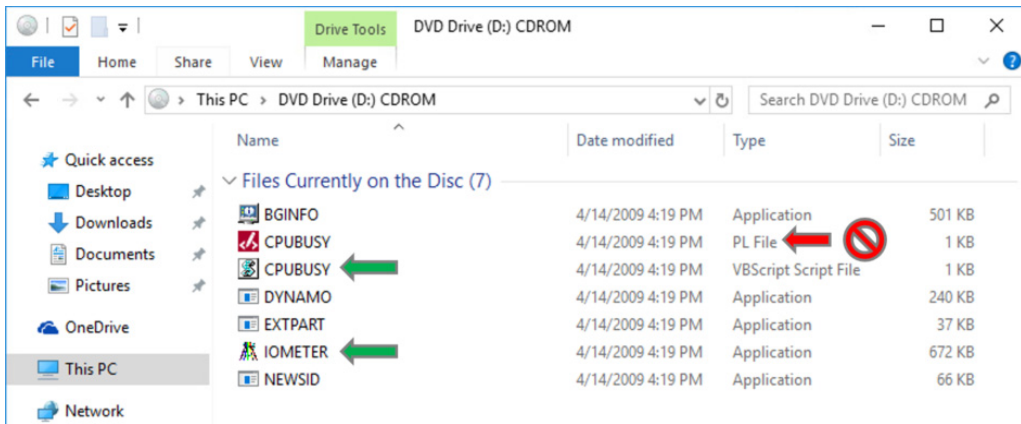 Drive Tools DVD Drive (D:) CDROM
File Home Share View Manage
This PC > DVD Drive (D:) CDROM Search DVD Drive (D:) CDROM
Name Date modified Type Size
Quick access
Files Currently on the Disc (7)
Desktop
BGINFO 4/14/2009 4:19 PM Application 501 KB
Downloads
CPUBUSY 4/14/2009 4:19 PM PL File 1 KB
Documents
CPUBUSY 4/14/2009 4:19 PM VBScript Script File 1 KB
Pictures
DYNAMO 4/14/2009 4:19 PM Application 240 KB
OneDrive
EXTPART 4/14/2009 4:19 PM Application 37 KB
This PC
IOMETER 4/14/2009 4:19 PM Application 672 KB
NEWSID 4/14/2009 4:19 PM Application 66 KB
Network